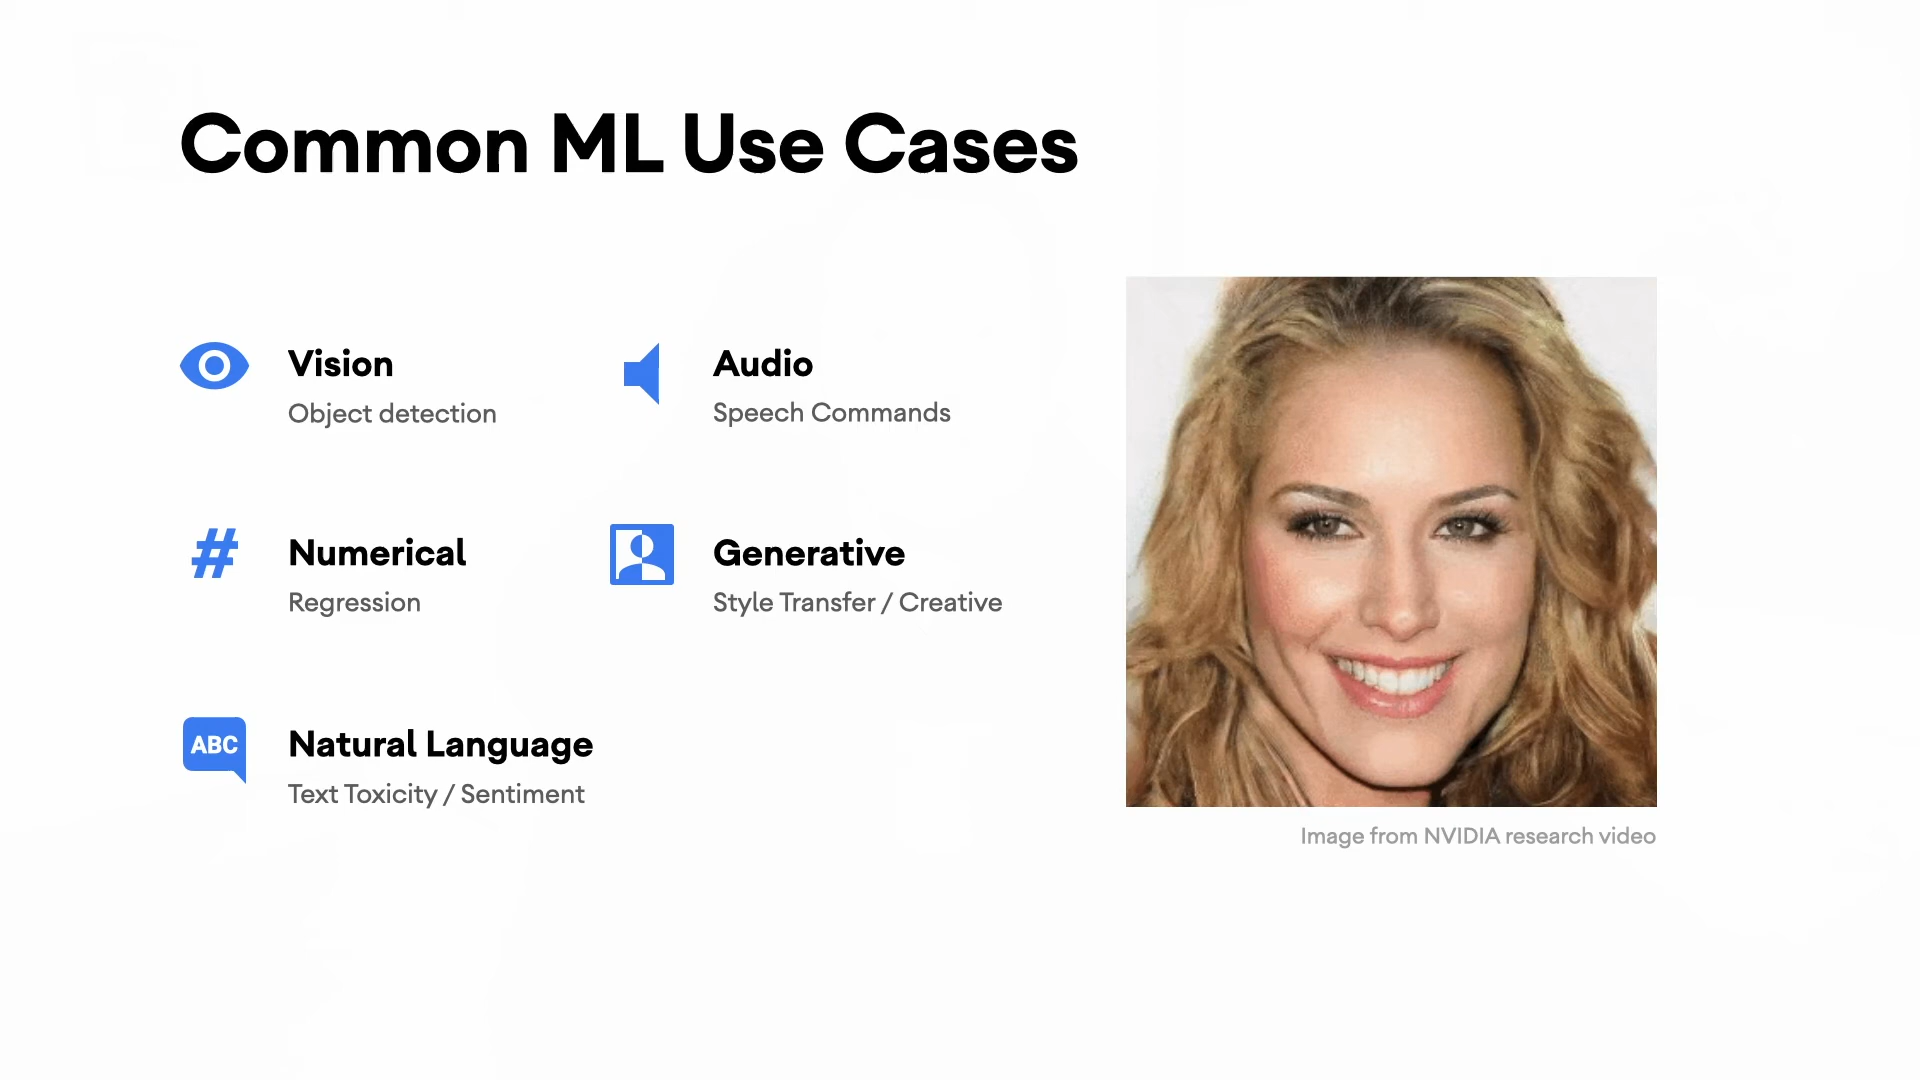 Common ML Use Cases
Vision
Object detection
Audio
Speech Commands
#
Numerical
Regression
Generative
Style Transfer / Creative
ABC
Natural Language
Text Toxicity / Sentiment
Image from NVIDIA research video